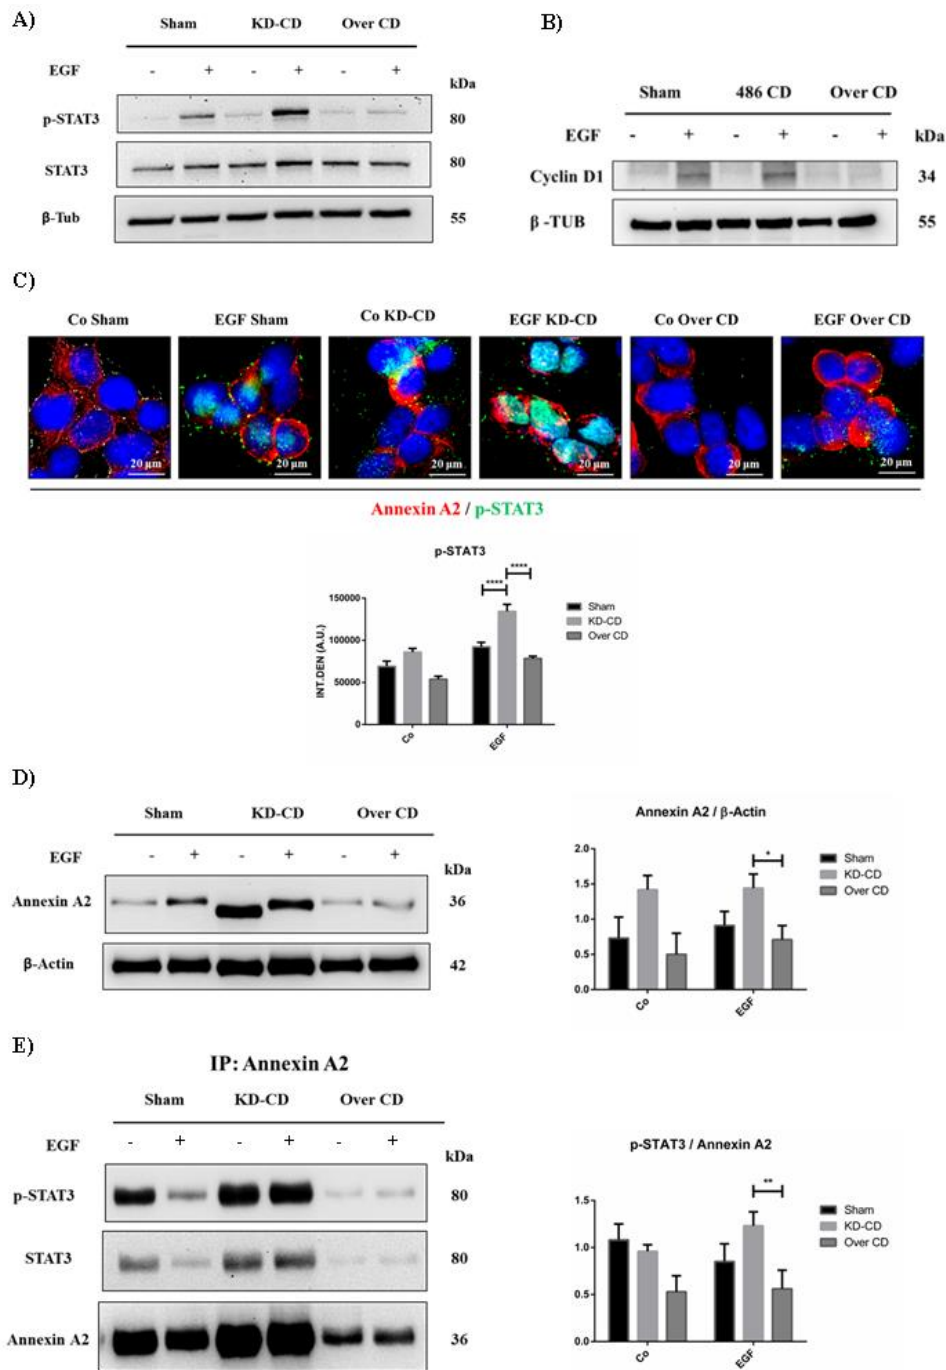 A)
Sham KD-CD Over CD
EGF - + - + - +
kDa
p-STAT3 80
STAT3 80
β-Tub 55
B)
Sham 486 CD Over CD
EGF - + - + - + kDa
Cyclin D1 34
β -TUB 55
C)
Co Sham EGF Sham Co KD-CD EGF KD-CD Co Over CD EGF Over CD
20 μm 20 μm 20 μm 20 μm 20 μm 20 μm
Annexin A2 / p-STAT3
p-STAT3
**** ****
INT.DEN (A.U.)
150000
100000
50000
0
Co EGF
Sham
KD-CD
Over CD
D)
Sham KD-CD Over CD
EGF - + - + - +
kDa
Annexin A2 36
β-Actin 42
Annexin A2 / β-Actin
*
2.0
1.5
1.0
0.5
0.0
Co EGF
Sham
KD-CD
Over CD
E)
IP: Annexin A2
Sham KD-CD Over CD
EGF - + - + - +
kDa
p-STAT3 80
STAT3 80
Annexin A2 36
p-STAT3 / Annexin A2
**
1.5
1.0
0.5
0.0
Co EGF
Sham
KD-CD
Over CD